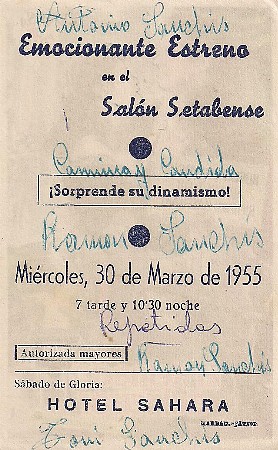 Antonio Sanchis
Emocionante Estreno
en el
Salón Setabense
Camina y Candida
¡Sorprende su dinamismo!
Ramon Sanchis
Miércoles, 30 de Marzo de 1955
7 tarde y 10'30 noche
Repetidas
Autorizada mayores
Ramon Sanchis
Sábado de Gloria:
HOTEL SAHARA
Toni Sanchis